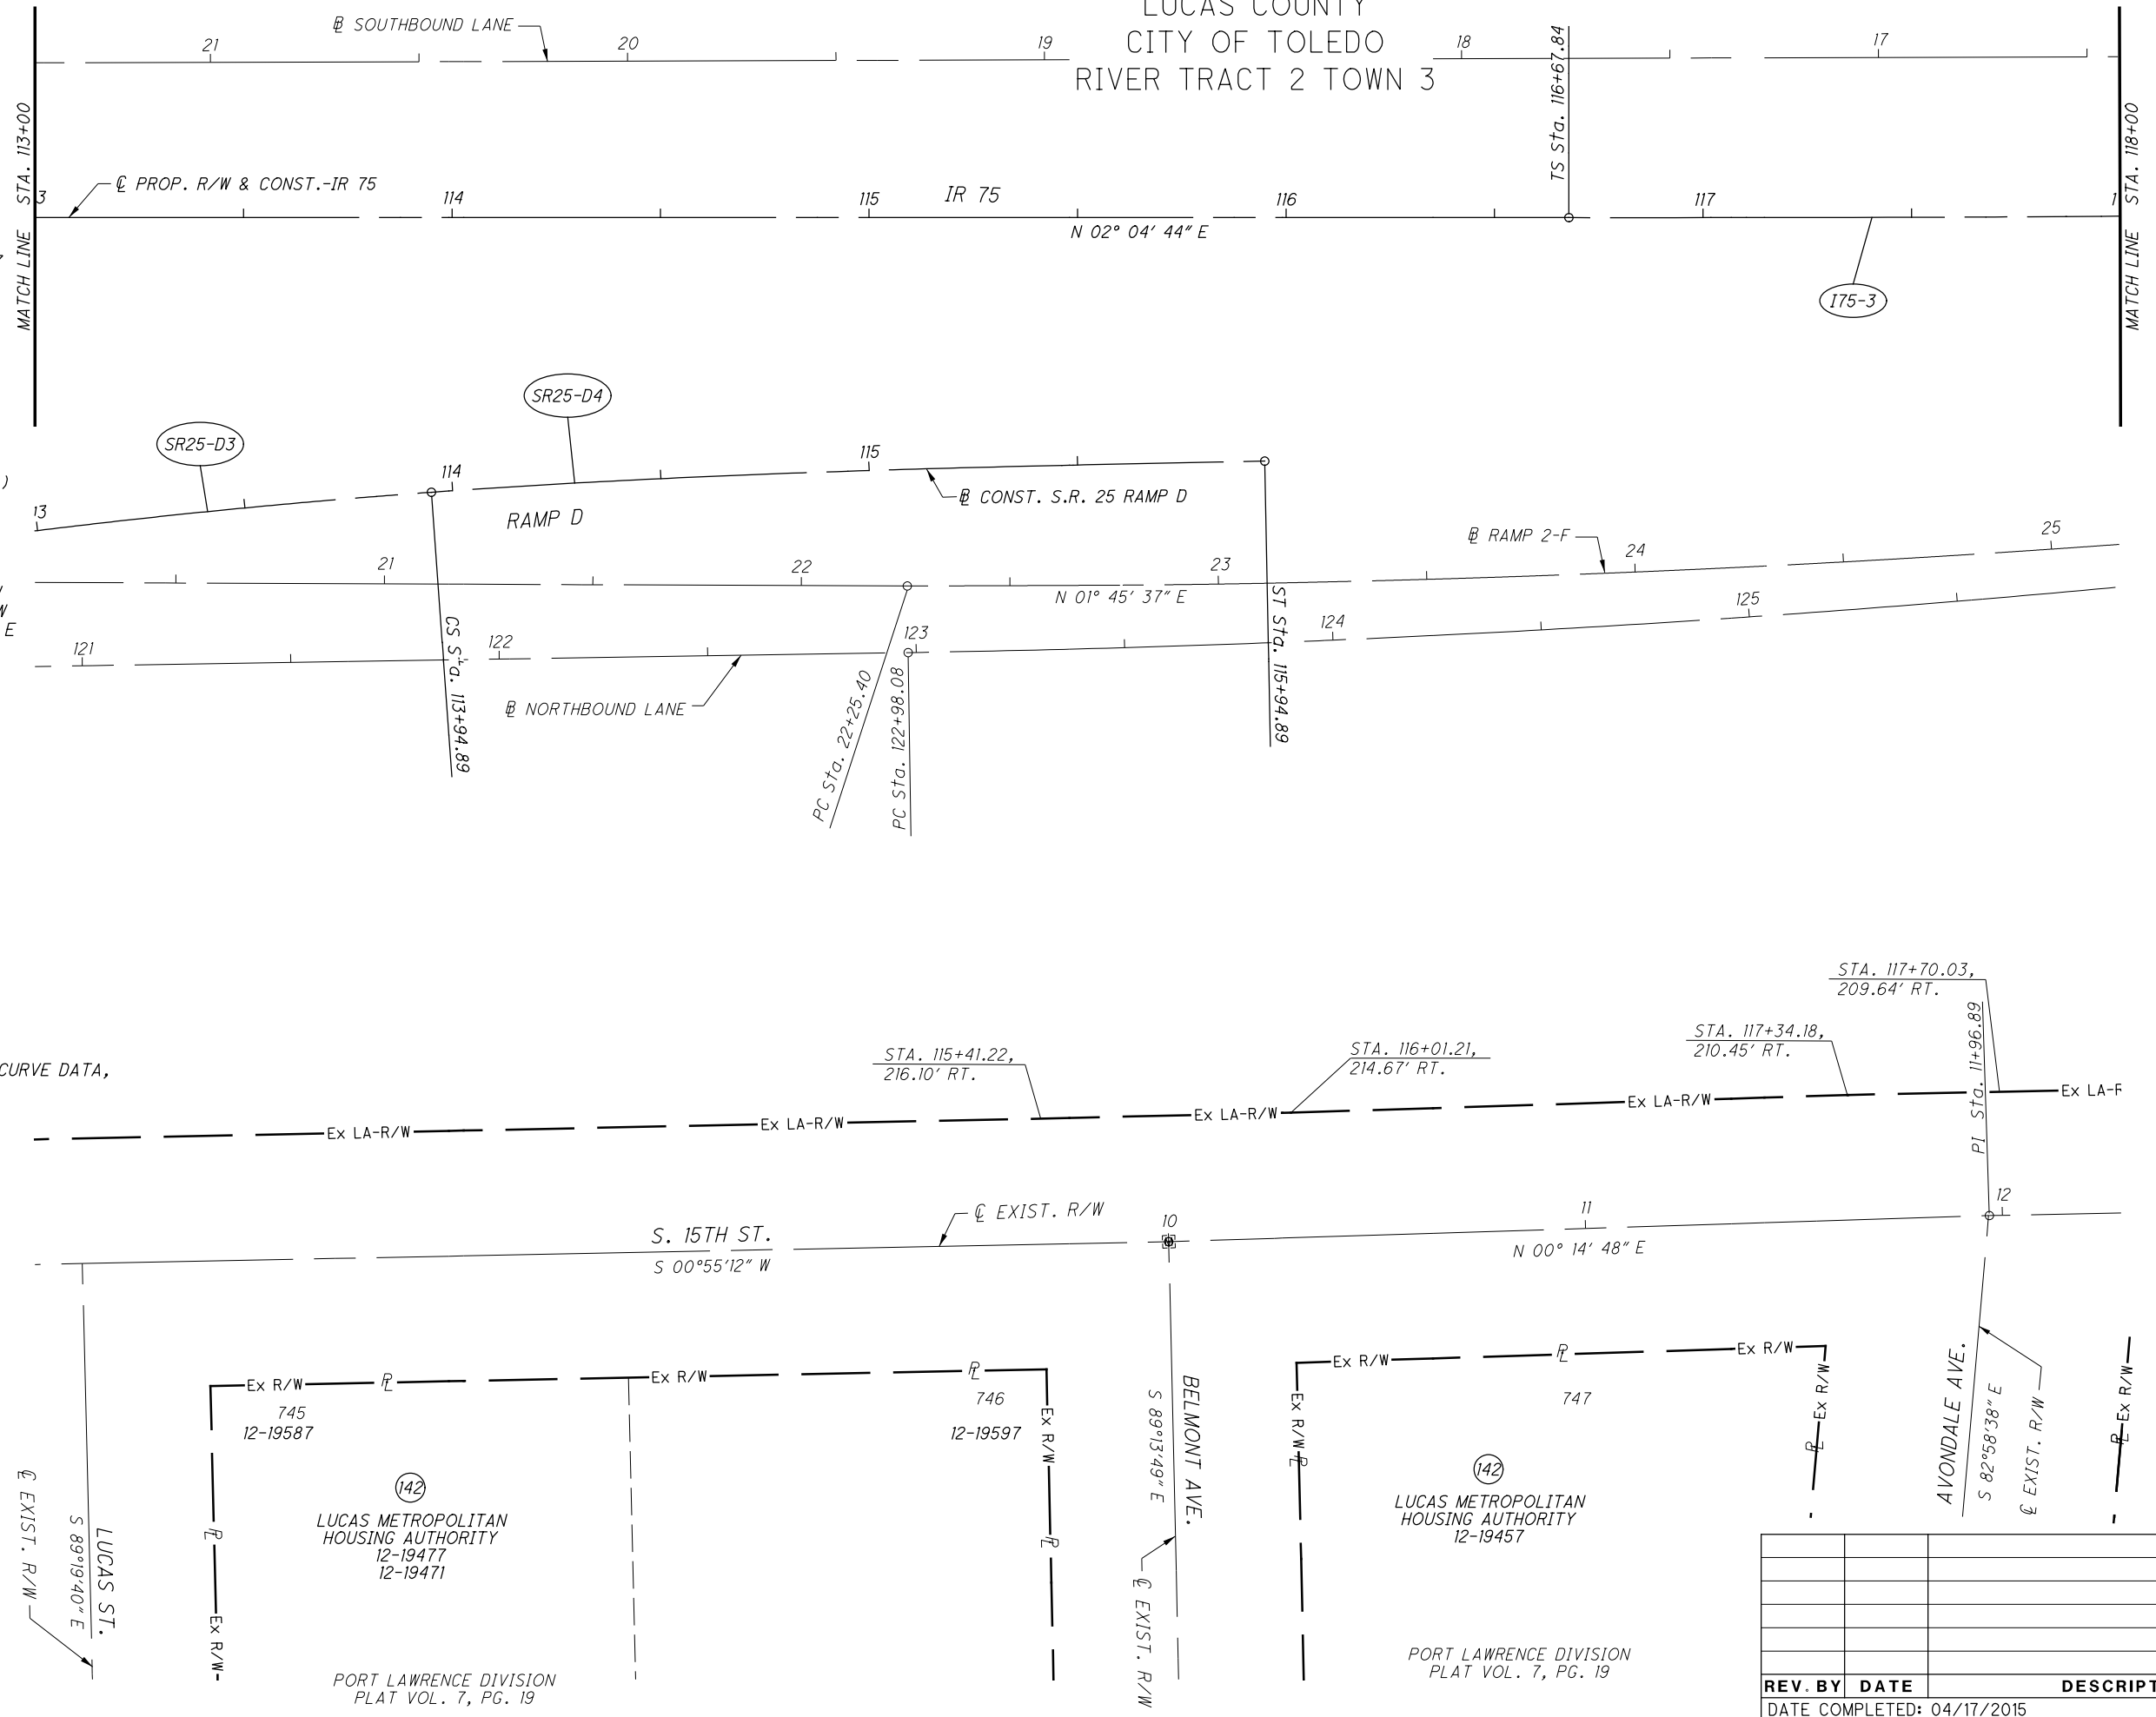 LUCAS COUNTY
CITY OF TOLEDO
RIVER TRACT 2 TOWN 3
SOUTHBOUND LANE
21
20
19
18
17
MATCH LINE STA. 113+00
PROP. R/W & CONST.-IR 75
3
114
115
IR 75
116
117
1
N 02° 04' 44" E
TS Sta. 116+67.84
MATCH LINE STA. 118+00
I75-3
SR25-D3
SR25-D4
)
13
114
115
CONST. S.R. 25 RAMP D
RAMP D
RAMP 2-F
21
22
23
24
25
N 01° 45' 37" E
W
E
121
122
123
124
125
NORTHBOUND LANE
CS Sta. 113+94.89
PC Sta. 22+25.40
PC Sta. 122+98.08
ST Sta. 115+94.89
CURVE DATA,
STA. 115+41.22,
216.10' RT.
STA. 116+01.21,
214.67' RT.
STA. 117+34.18,
210.45' RT.
STA. 117+70.03,
209.64' RT.
PI Sta. 11+96.89
Ex LA-R/W
Ex LA-R/W
Ex LA-R/W
Ex LA-R/W
Ex LA-R
S. 15TH ST.
S 00°55'12" W
EXIST. R/W
10
11
12
N 00° 14' 48" E
Ex R/W
Ex R/W
Ex R/W
Ex R/W
745
12-19587
746
12-19597
747
142
LUCAS METROPOLITAN
HOUSING AUTHORITY
12-19477
12-19471
142
LUCAS METROPOLITAN
HOUSING AUTHORITY
12-19457
EXIST. R/W
S 89°19'40" E
LUCAS ST.
Ex R/W
Ex R/W
S 89°13'49" E
BELMONT AVE.
EXIST. R/W
Ex R/W
Ex R/W
AVONDALE AVE.
S 82°58'38" E
EXIST. R/W
Ex R/W
PORT LAWRENCE DIVISION
PLAT VOL. 7, PG. 19
PORT LAWRENCE DIVISION
PLAT VOL. 7, PG. 19
REV. BY DATE DESCRIPT
DATE COMPLETED: 04/17/2015